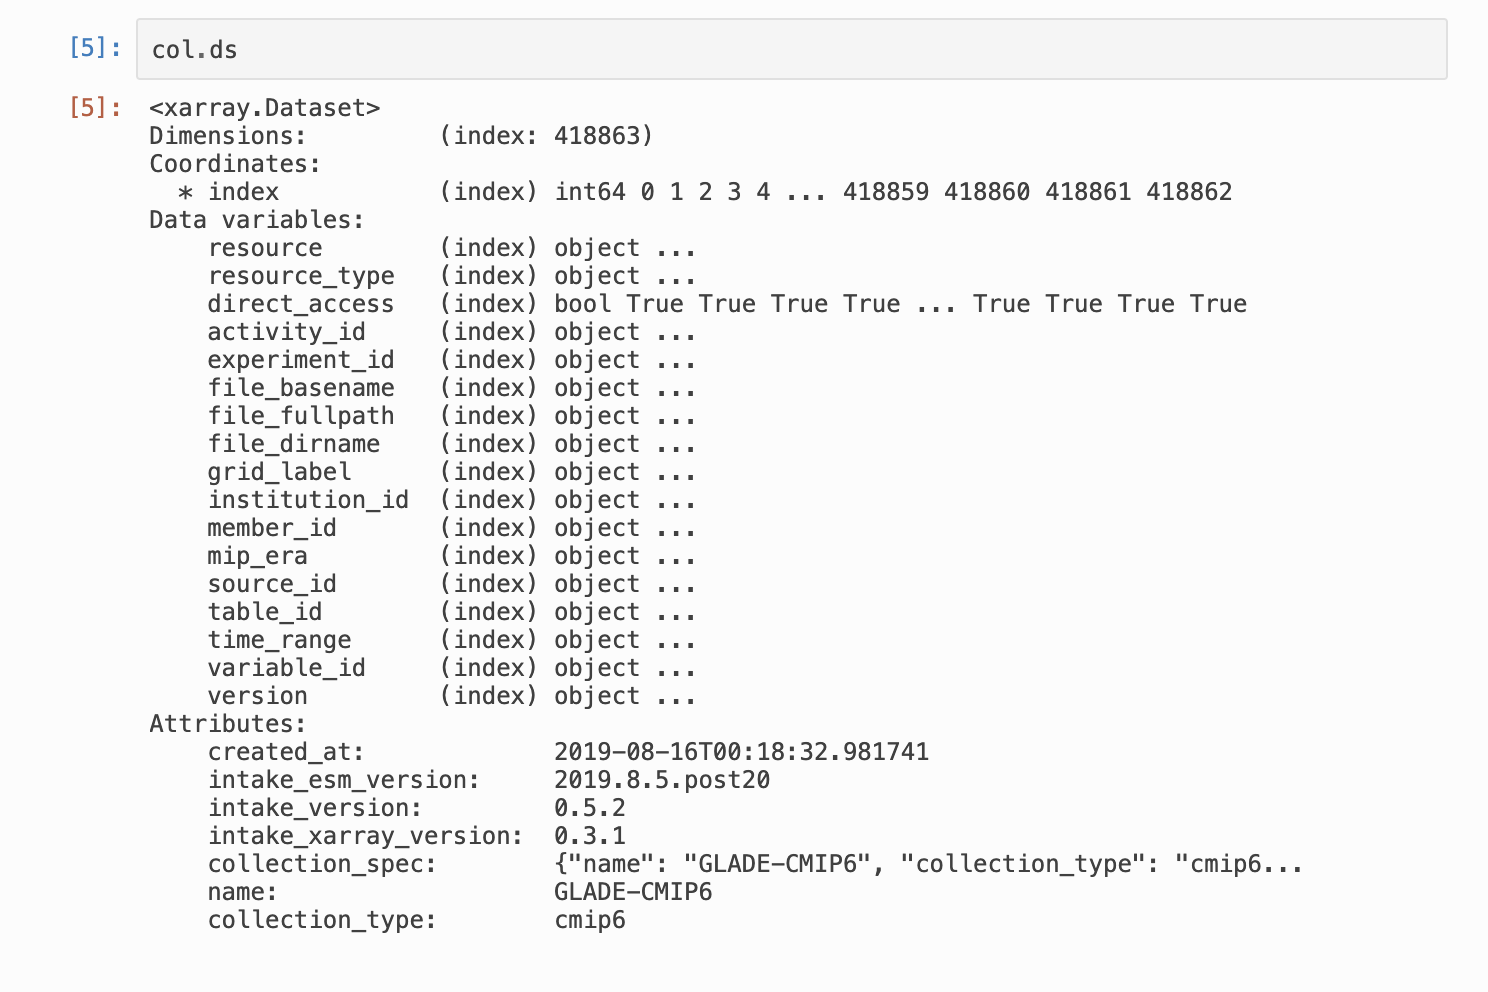 [5]: col.ds
[5]: <xarray.Dataset>
Dimensions:         (index: 418863)
Coordinates:
  * index           (index) int64 0 1 2 3 4 ... 418859 418860 418861 418862
Data variables:
    resource        (index) object ...
    resource_type   (index) object ...
    direct_access   (index) bool True True True True ... True True True True
    activity_id     (index) object ...
    experiment_id   (index) object ...
    file_basename   (index) object ...
    file_fullpath   (index) object ...
    file_dirname    (index) object ...
    grid_label      (index) object ...
    institution_id  (index) object ...
    member_id       (index) object ...
    mip_era         (index) object ...
    source_id       (index) object ...
    table_id        (index) object ...
    time_range      (index) object ...
    variable_id     (index) object ...
    version         (index) object ...
Attributes:
    created_at:             2019-08-16T00:18:32.981741
    intake_esm_version:     2019.8.5.post20
    intake_version:         0.5.2
    intake_xarray_version:  0.3.1
    collection_spec:        {"name": "GLADE-CMIP6", "collection_type": "cmip6...
    name:                   GLADE-CMIP6
    collection_type:        cmip6